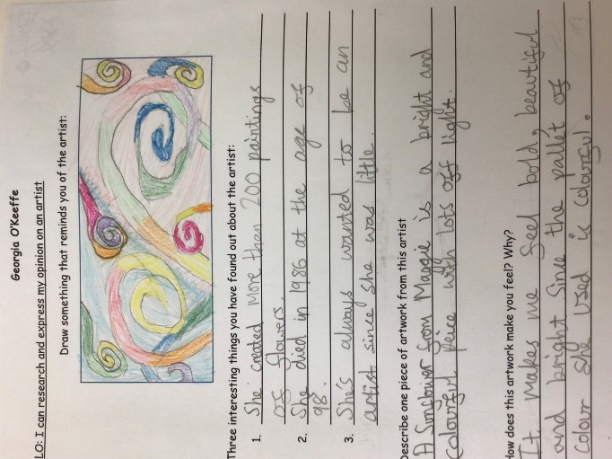 Georgia O'Keeffe
LO: I can research and express my opinion on an artist
Draw something that reminds you of the artist:
Three interesting things you have found out about the artist:
1. She created more than 200 paintings
of flowers.
2. She died in 1986 at the age of
98.
3. She's always wanted to be an
artist since she was little.
Describe one piece of artwork from this artist
A from Maggie is a bright and
colourful peice with lots off light.
How does this artwork make you feel? Why?
It makes me feel bold, beautiful
and bright since the pallet of
colour she used is colourful.